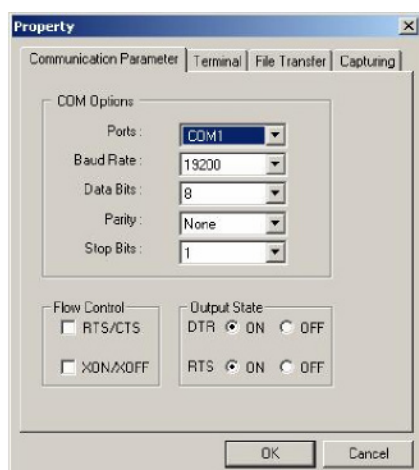 Property
Communication Parameter Terminal File Transfer Capturing
COM Options
Ports : COM1
Baud Rate : 19200
Data Bits : 8
Parity : None
Stop Bits : 1
Flow Control
RTS/CTS
XON/XOFF
Output State
DTR ON OFF
RTS ON OFF
OK Cancel